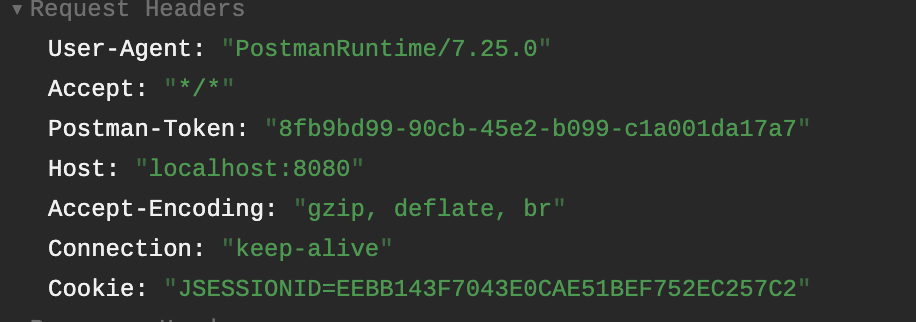 Request Headers
User-Agent: "PostmanRuntime/7.25.0"
Accept: "*/*"
Postman-Token: "8fb9bd99-90cb-45e2-b099-c1a001da17a7"
Host: "localhost:8080"
Accept-Encoding: "gzip, deflate, br"
Connection: "keep-alive"
Cookie: "JSESSIONID=EEBB143F7043E0CAE51BEF752EC257C2"